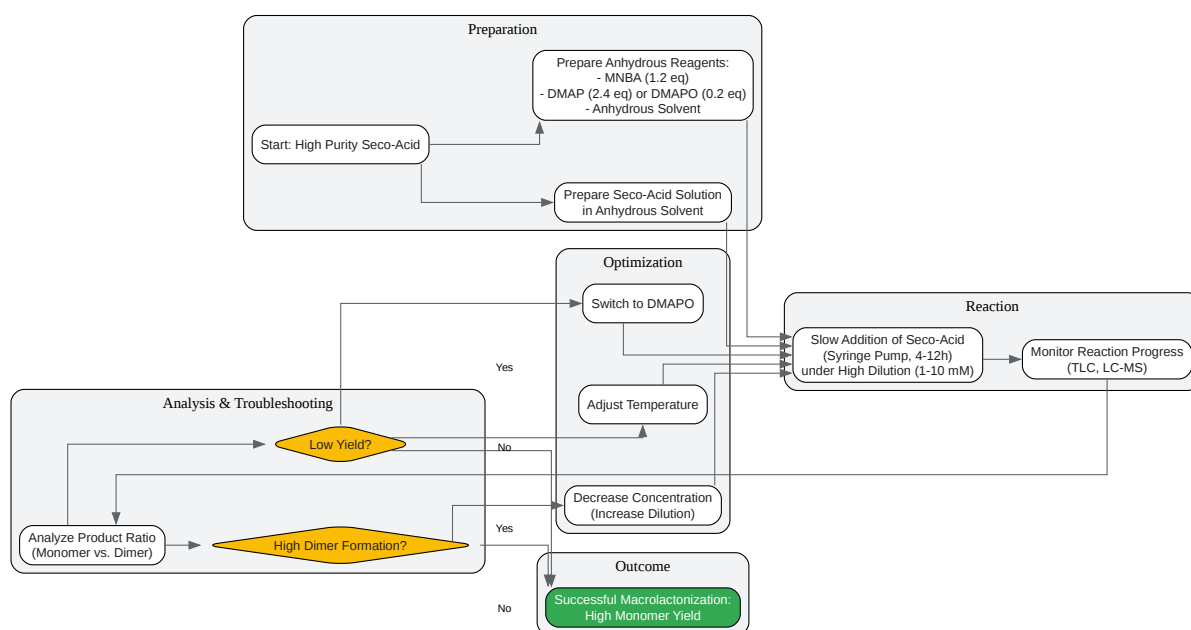 Preparation
Prepare Anhydrous Reagents:
- MNBA (1.2 eq)
- DMAP (2.4 eq) or DMAPO (0.2 eq)
- Anhydrous Solvent
Start: High Purity Seco-Acid
Prepare Seco-Acid Solution
in Anhydrous Solvent
Optimization
Switch to DMAPO
Adjust Temperature
Decrease Concentration
(Increase Dilution)
Reaction
Slow Addition of Seco-Acid
(Syringe Pump, 4-12h)
under High Dilution (1-10 mM)
Monitor Reaction Progress
(TLC, LC-MS)
Analysis & Troubleshooting
Low Yield?
Yes
No
Analyze Product Ratio
(Monomer vs. Dimer)
High Dimer Formation?
Yes
No
Outcome
Successful Macrolactonization:
High Monomer Yield